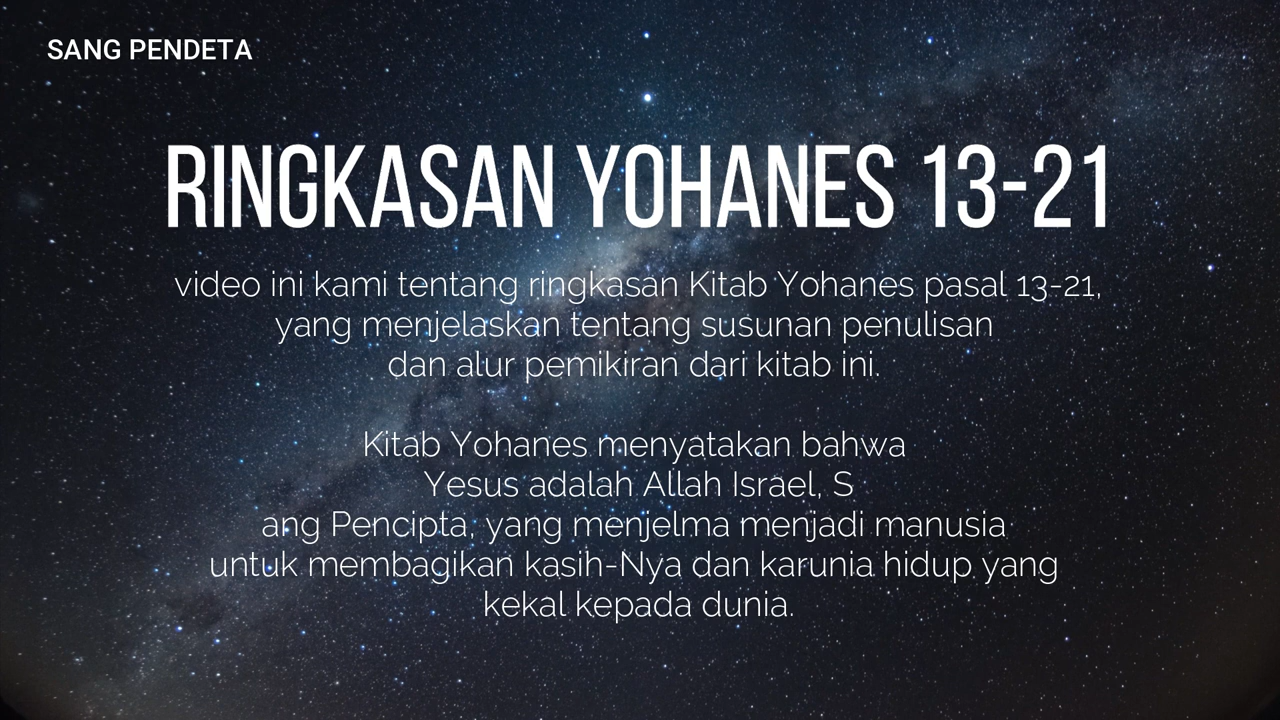 SANG PENDETA
RINGKASAN YOHANES 13-21
video ini kami tentang ringkasan Kitab Yohanes pasal 13-21,
yang menjelaskan tentang susunan penulisan
dan alur pemikiran dari kitab ini.
Kitab Yohanes menyatakan bahwa
Yesus adalah Allah Israel, S
ang Pencipta, yang menjelma menjadi manusia
untuk membagikan kasih-Nya dan karunia hidup yang
kekal kepada dunia.